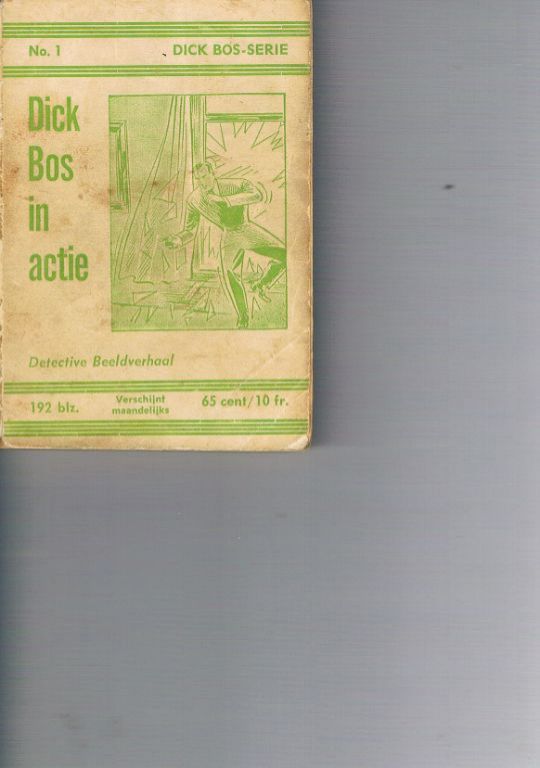 No. 1 DICK BOS-SERIE
Dick
Bos
in
actie
Detective Beeldverhaal
192 blz. Verschijnt maandelijks 65 cent/10 fr.